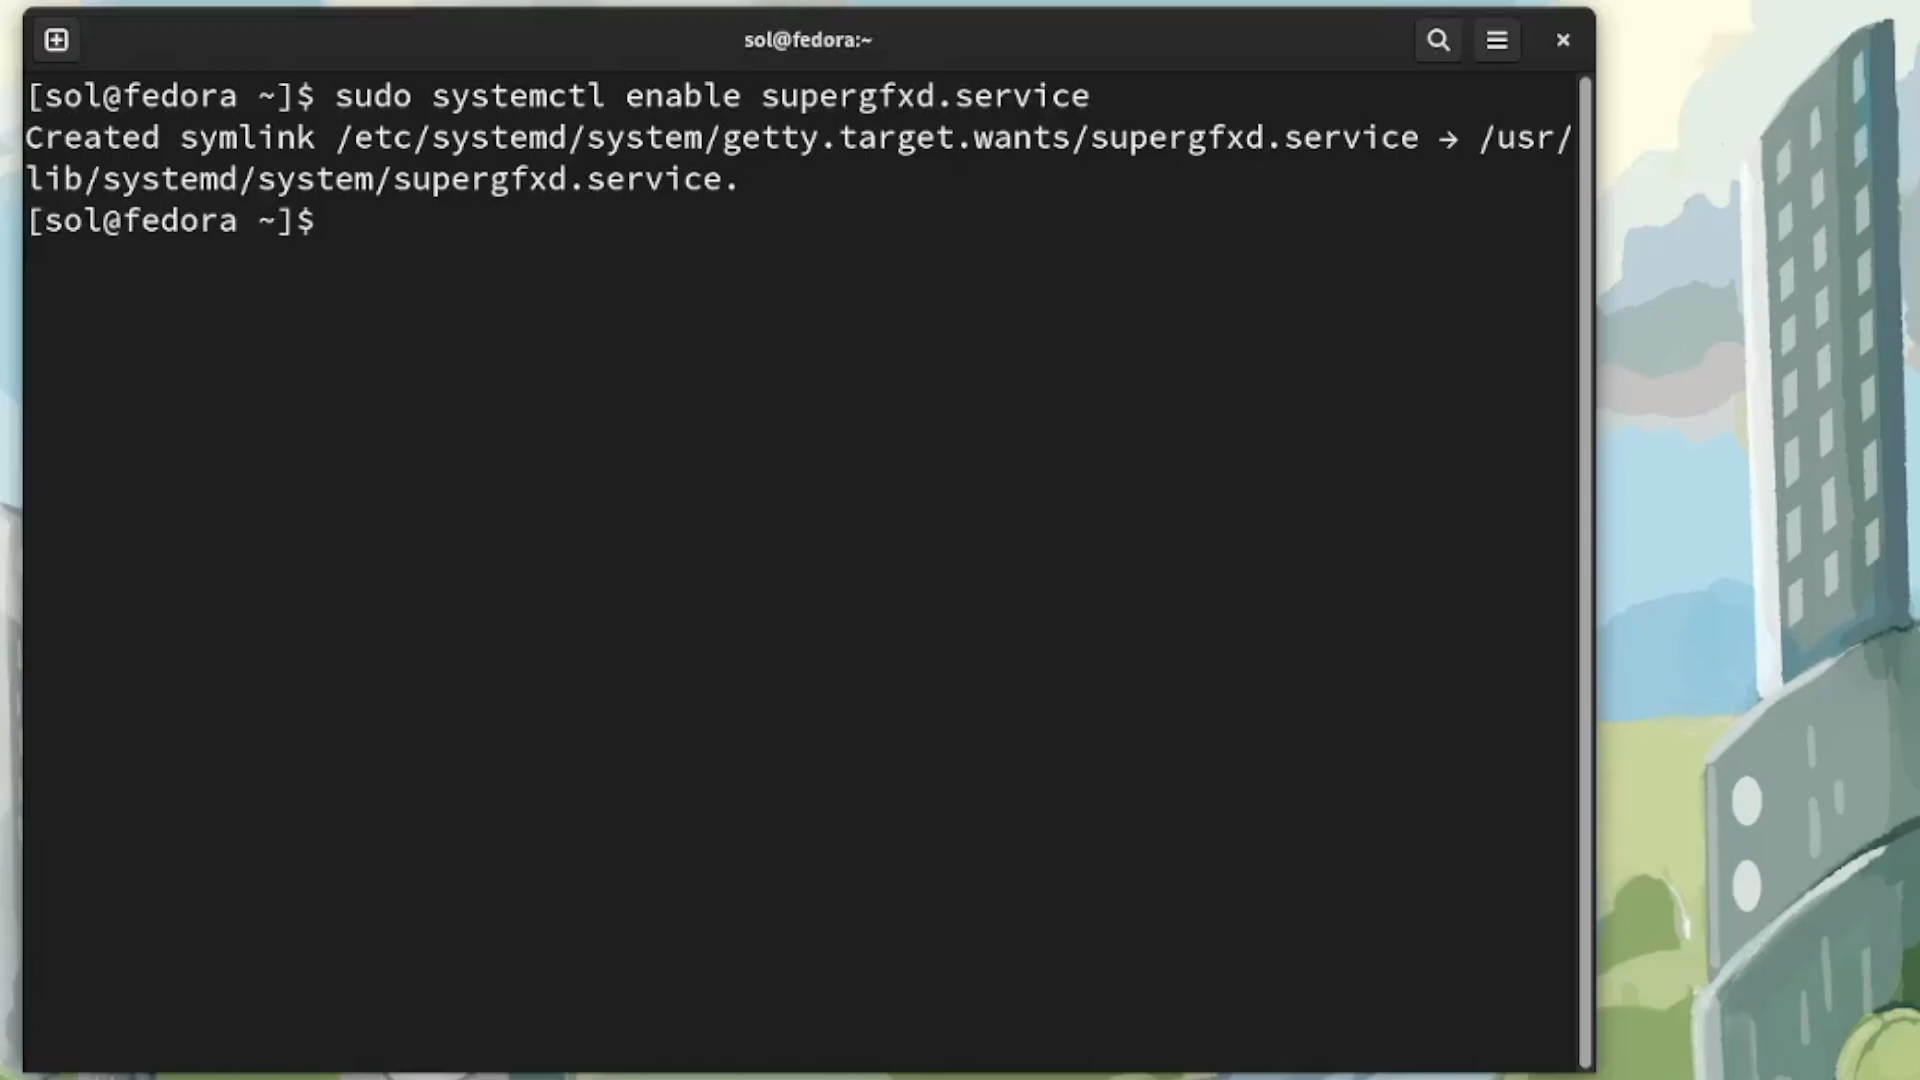 sol@fedora:~
[sol@fedora ~]$ sudo systemctl enable supergfxd.service
Created symlink /etc/systemd/system/getty.target.wants/supergfxd.service → /usr/
lib/systemd/system/supergfxd.service.
[sol@fedora ~]$